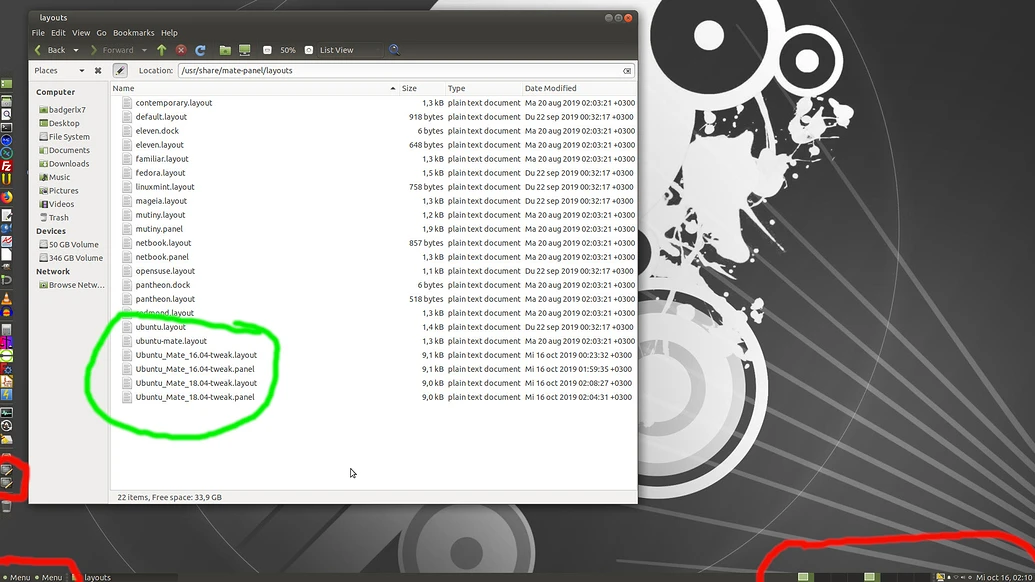 layouts
File Edit View Go Bookmarks Help
Back Forward 50% List View
Places Location: /usr/share/mate-panel/layouts
Name Size Type Date Modified
Computer
badgerlx7
Desktop
File System
Documents
Downloads
Music
Pictures
Videos
Trash
Devices
50 GB Volume
346 GB Volume
Network
Browse Netw...
contemporary.layout 1,3 kB plain text document Ma 20 aug 2019 02:03:21 +0300
default.layout 918 bytes plain text document Du 22 sep 2019 00:32:17 +0300
eleven.dock 6 bytes plain text document Ma 20 aug 2019 02:03:21 +0300
eleven.layout 648 bytes plain text document Ma 20 aug 2019 02:03:21 +0300
familiar.layout 1,3 kB plain text document Ma 20 aug 2019 02:03:21 +0300
fedora.layout 1,5 kB plain text document Du 22 sep 2019 00:32:17 +0300
linuxmint.layout 758 bytes plain text document Du 22 sep 2019 00:32:17 +0300
mageia.layout 1,3 kB plain text document Du 22 sep 2019 00:32:17 +0300
mutiny.layout 1,2 kB plain text document Ma 20 aug 2019 02:03:21 +0300
mutiny.panel 1,9 kB plain text document Ma 20 aug 2019 02:03:21 +0300
netbook.layout 857 bytes plain text document Ma 20 aug 2019 02:03:21 +0300
netbook.panel 1,3 kB plain text document Ma 20 aug 2019 02:03:21 +0300
opensuse.layout 1,1 kB plain text document Du 22 sep 2019 00:32:17 +0300
pantheon.dock 6 bytes plain text document Ma 20 aug 2019 02:03:21 +0300
pantheon.layout 518 bytes plain text document Ma 20 aug 2019 02:03:21 +0300
redmond.layout 1,3 kB plain text document Ma 20 aug 2019 02:03:21 +0300
ubuntu.layout 1,4 kB plain text document Du 22 sep 2019 00:32:17 +0300
ubuntu-mate.layout 1,3 kB plain text document Ma 20 aug 2019 02:03:21 +0300
Ubuntu_Mate_16.04-tweak.layout 9,1 kB plain text document Mi 16 oct 2019 00:23:32 +0300
Ubuntu_Mate_16.04-tweak.panel 9,1 kB plain text document Mi 16 oct 2019 01:59:35 +0300
Ubuntu_Mate_18.04-tweak.layout 9,0 kB plain text document Mi 16 oct 2019 02:08:27 +0300
Ubuntu_Mate_18.04-tweak.panel 9,0 kB plain text document Mi 16 oct 2019 02:04:31 +0300
22 items, Free space: 33,9 GB
Menu Menu layouts Mi oct 16, 02:10